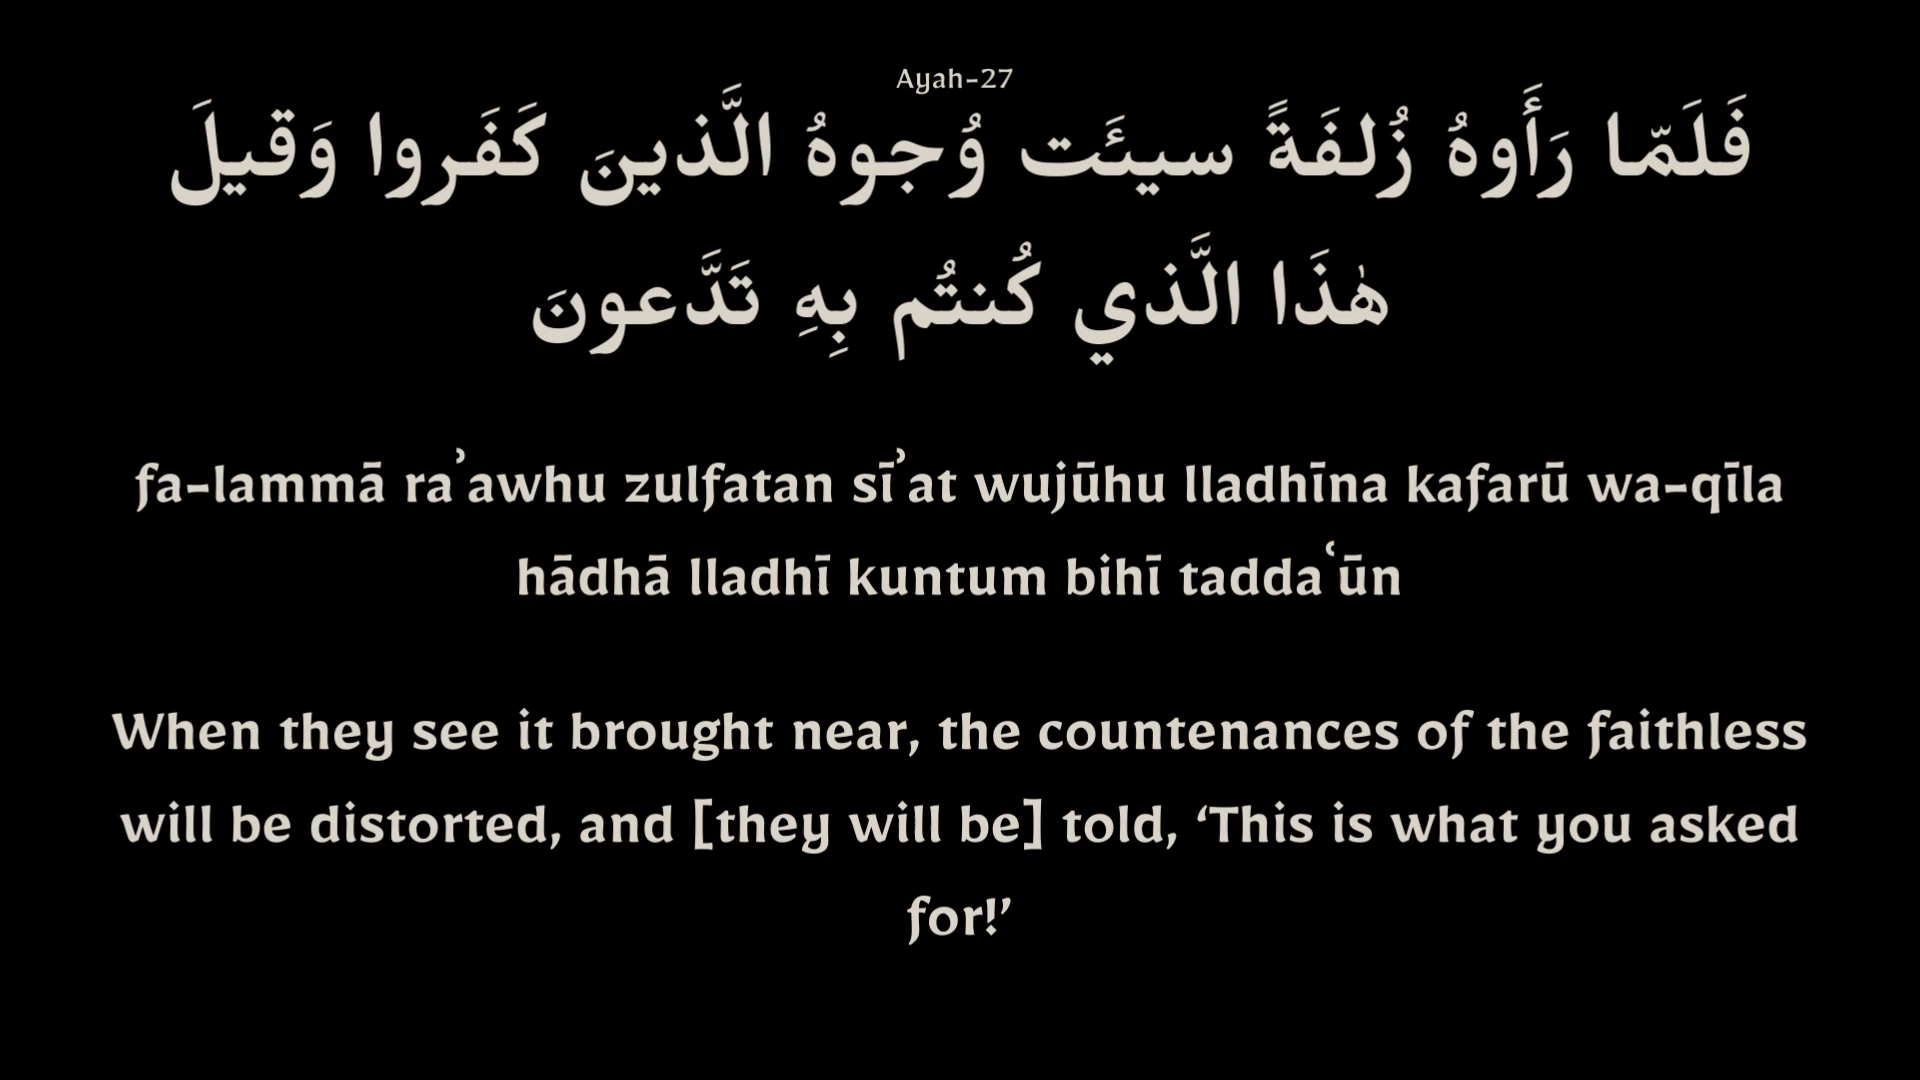 Ayah-27
فَلَمّا رَأَوهُ زُلفَةً سيئَت وُجوهُ الَّذينَ كَفَروا وَقيلَ
هٰذَا الَّذي كُنتُم بِهِ تَدَّعونَ
fa-lammā raʾawhu zulfatan sīʾat wujūhu lladhīna kafarū wa-qīla
hādhā lladhī kuntum bihī taddaʿūn
When they see it brought near, the countenances of the faithless
will be distorted, and [they will be] told, ‘This is what you asked
for!’